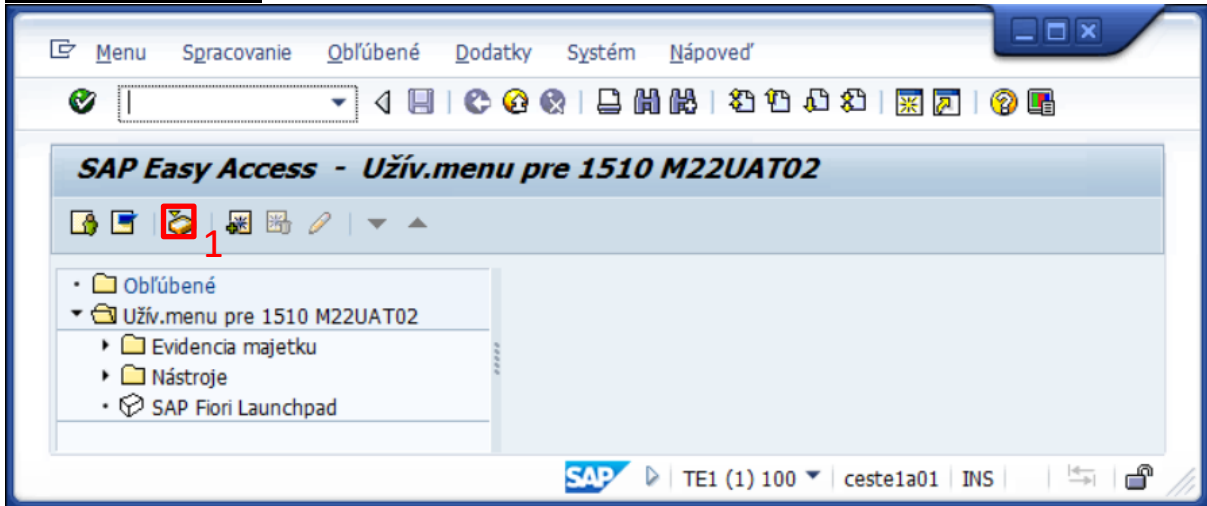 Menu Spracovanie Obľúbené Dodatky Systém Nápoveď
SAP Easy Access - Užív.menu pre 1510 M22UAT02
1
Obľúbené
Užív.menu pre 1510 M22UAT02
Evidencia majetku
Nástroje
SAP Fiori Launchpad
SAP TE1 (1) 100 ceste1a01 INS